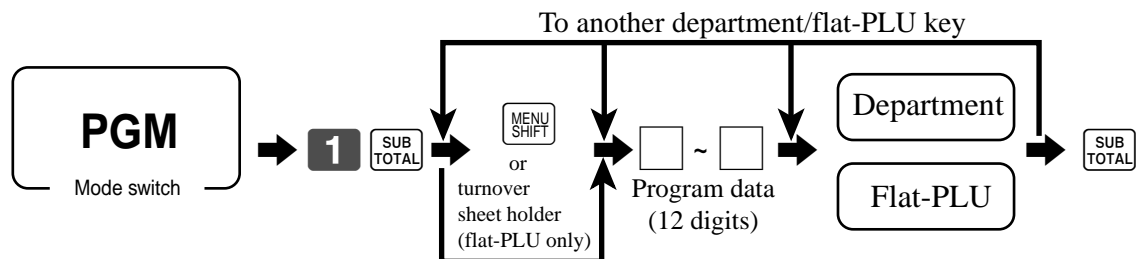 To another department/flat-PLU key
PGM
Mode switch
1
SUB
TOTAL
MENU
SHIFT
or
turnover
sheet holder
(flat-PLU only)
~
Program data
(12 digits)
Department
Flat-PLU
SUB
TOTAL